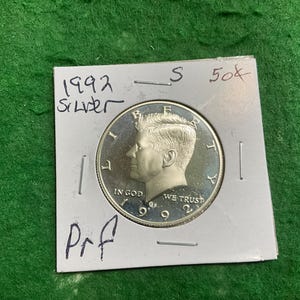 1992 S 50¢
Silver
LIBERTY
IN GOD WE TRUST
1992
Prf